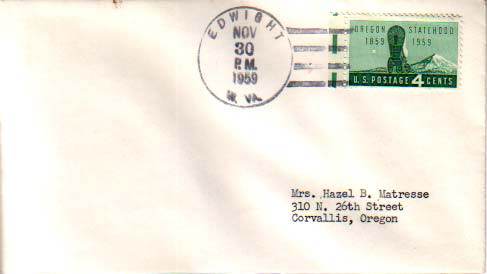 EDWIGHT
NOV
30
P.M.
1959
W. VA.
OREGON STATEHOOD
1859 1959
U.S. POSTAGE 4 CENTS
Mrs. Hazel B. Matresse
310 N. 26th Street
Corvallis, Oregon